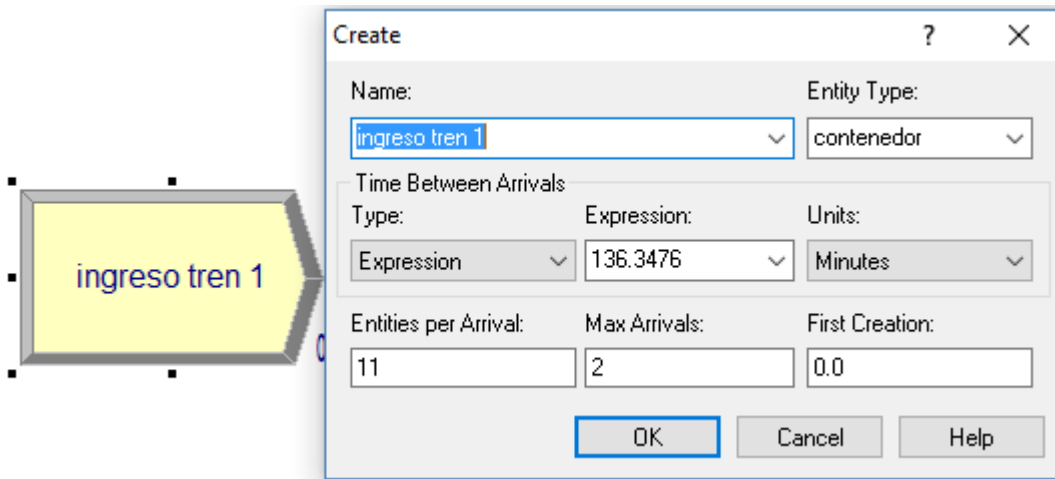 Create ?
Name: Entity Type:
ingreso tren 1 contenedor
Time Between Arrivals
Type: Expression: Units:
Expression 136.3476 Minutes
ingreso tren 1
Entities per Arrival: Max Arrivals: First Creation:
0
11 2 0.0
OK Cancel Help